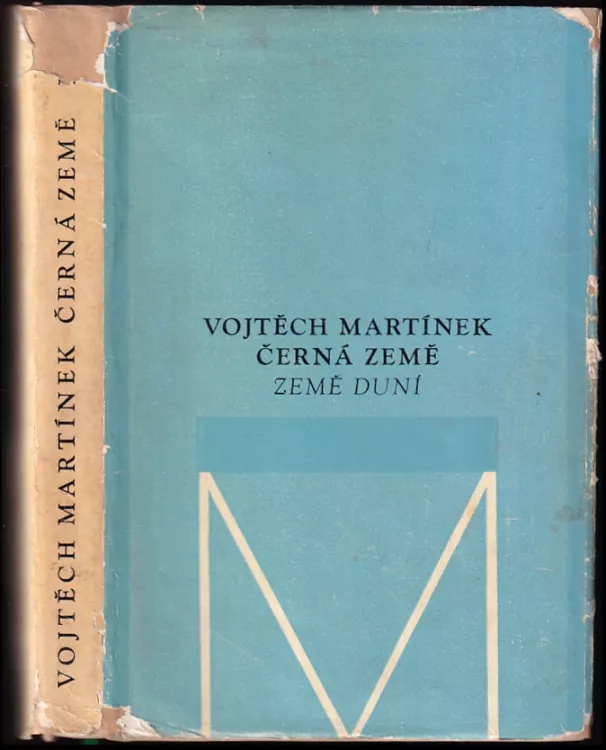 VOJTĚCH MARTÍNEK ČERNÁ ZEMĚ
VOJTĚCH MARTÍNEK
ČERNÁ ZEMĚ
ZEMĚ DUNÍ
M